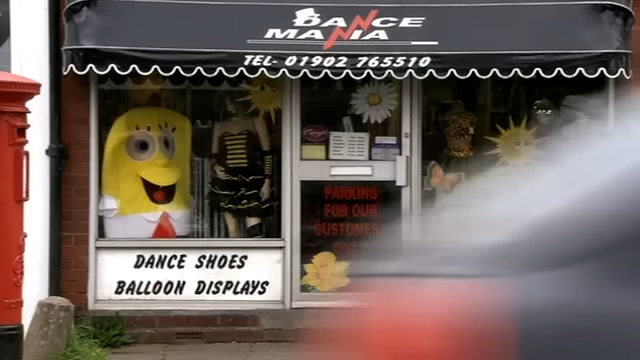 DANCE
MANIA
TEL- 01902 765510
PARKING
FOR OUR
CUSTOMERS
DANCE SHOES
BALLOON DISPLAYS